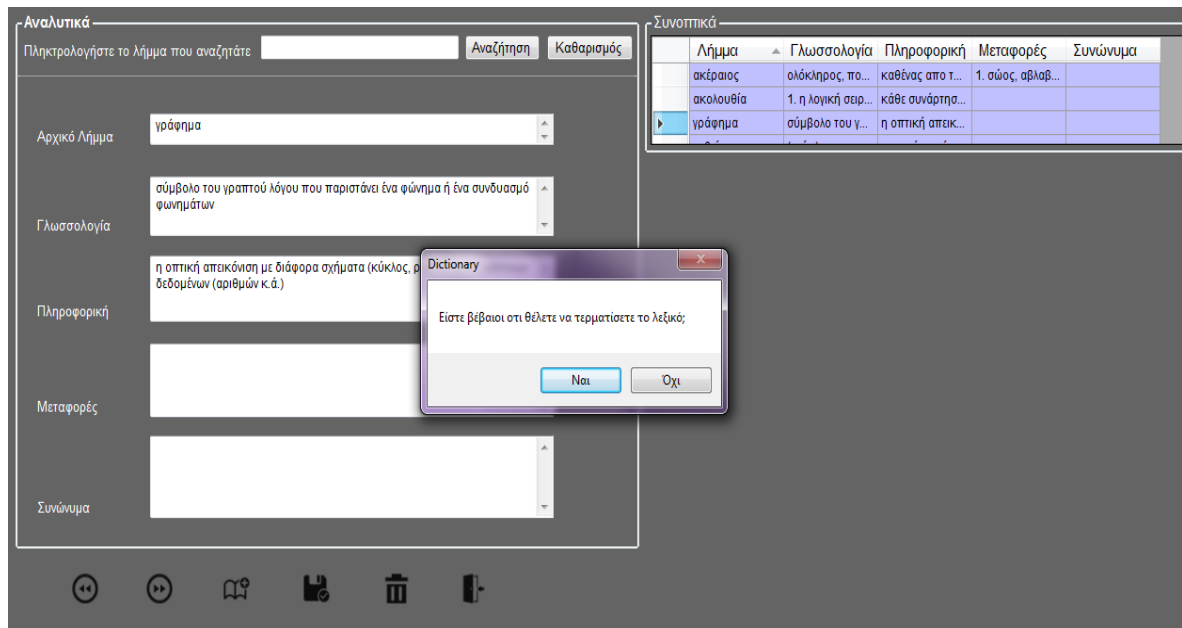 Αναλυτικά
Πληκτρολογήστε το λήμμα που αναζητάτε
Αναζήτηση
Καθαρισμός
Αρχικό Λήμμα
γράφημα
Γλωσσολογία
σύμβολο του γραπτού λόγου που παριστάνει ένα φώνημα ή ένα συνδυασμό
φωνημάτων
Πληροφορική
η οπτική απεικόνιση με διάφορα σχήματα (κύκλος, ρ
δεδομένων (αριθμών κ.ά.)
Μεταφορές
Συνώνυμα
Συνοπτικά
Λήμμα Γλωσσολογία Πληροφορική Μεταφορές Συνώνυμα
ακέραιος ολόκληρος, πο... καθένας απο τ... 1. σώος, αβλαβ...
ακολουθία 1. η λογική σειρ... κάθε συνάρτησ...
γράφημα σύμβολο του γ... η οπτική απεικ...
Dictionary
Είστε βέβαιοι οτι θέλετε να τερματίσετε το λεξικό;
Ναι
Όχι